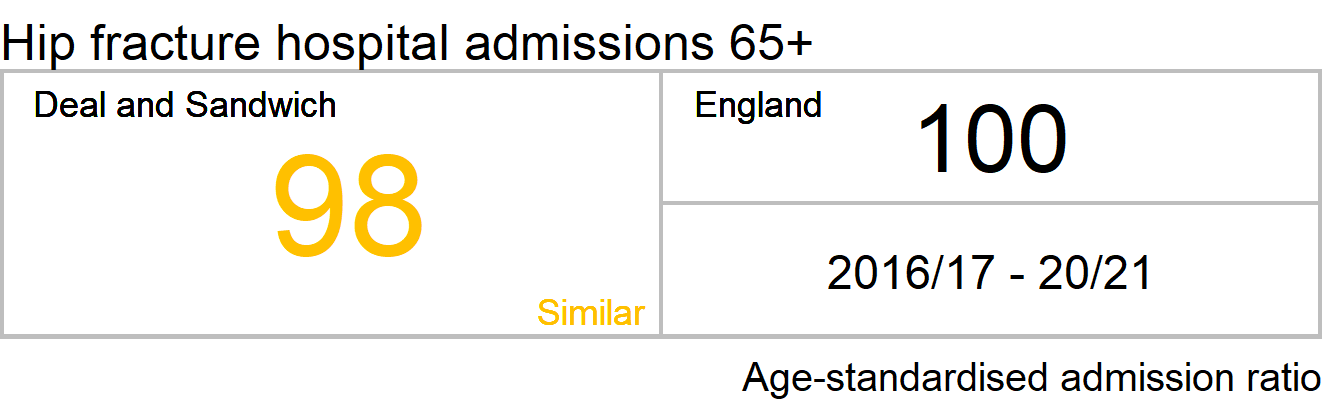 Hip fracture hospital admissions 65+
Deal and Sandwich
98
Similar
England
100
2016/17 - 20/21
Age-standardised admission ratio